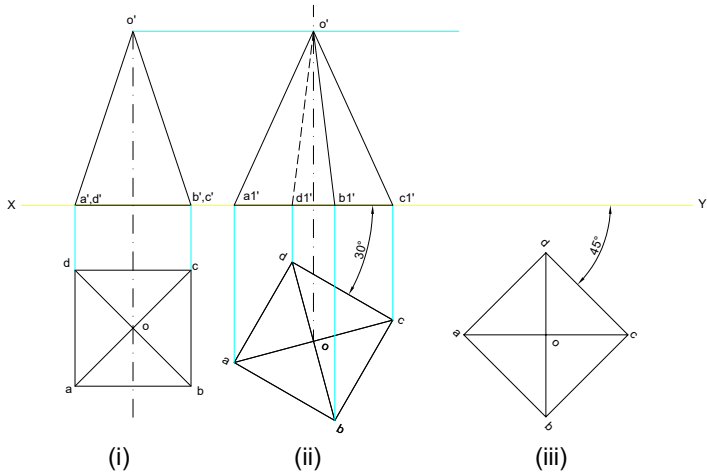 o' o'
a',d' b',c' a1' d1' b1' c1'
X Y
30° 45°
d c d d
o c a o c
a b o
a b b
(i) (ii) (iii)